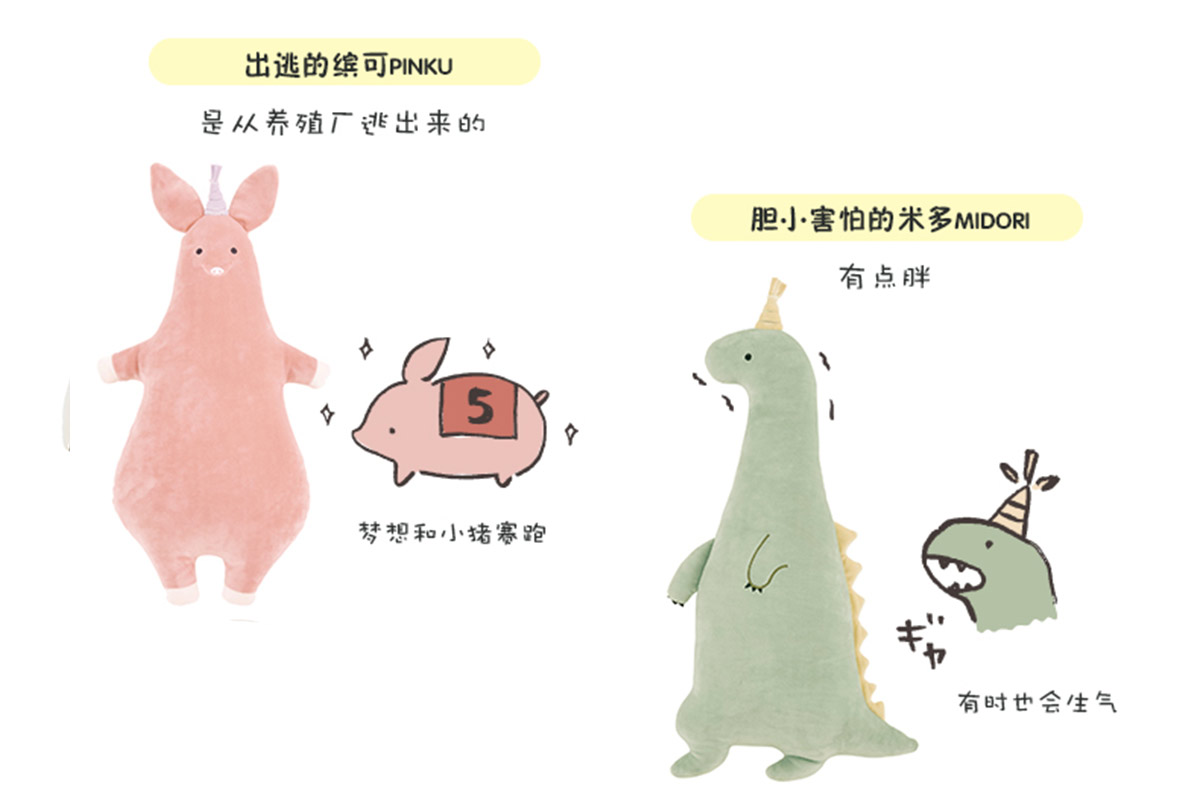 出逃的缤可PINKU
是从养殖厂逃出来的
5
梦想和小猪赛跑
胆小害怕的米多MIDORI
有点胖
ギャ
有时也会生气